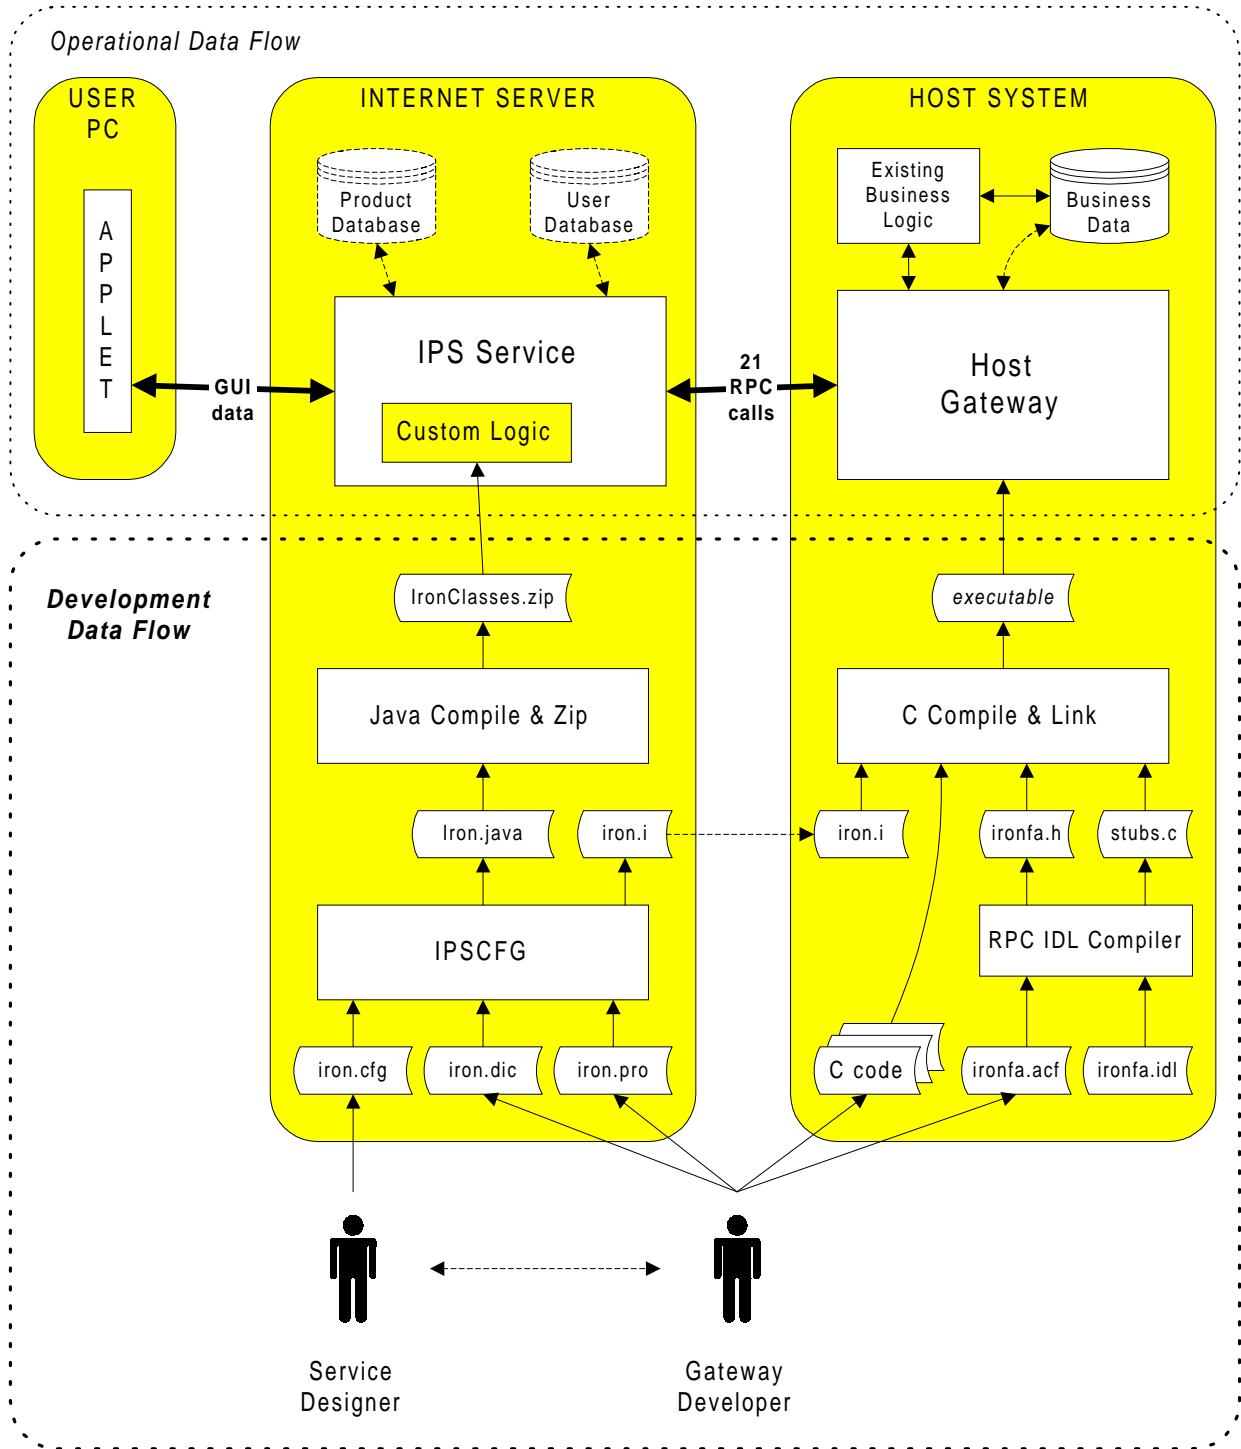 Operational Data Flow
USER
PC
INTERNET SERVER
HOST SYSTEM
Product
Database
User
Database
Existing
Business
Logic
Business
Data
A
P
P
L
E
T
IPS Service
Custom Logic
GUI
data
21
RPC
calls
Host
Gateway
Development
Data Flow
IronClasses.zip
executable
Java Compile & Zip
C Compile & Link
Iron.java
iron.i
iron.i
ironfa.h
stubs.c
IPSCFG
RPC IDL Compiler
iron.cfg
iron.dic
iron.pro
C code
ironfa.acf
ironfa.idl
Service
Designer
Gateway
Developer